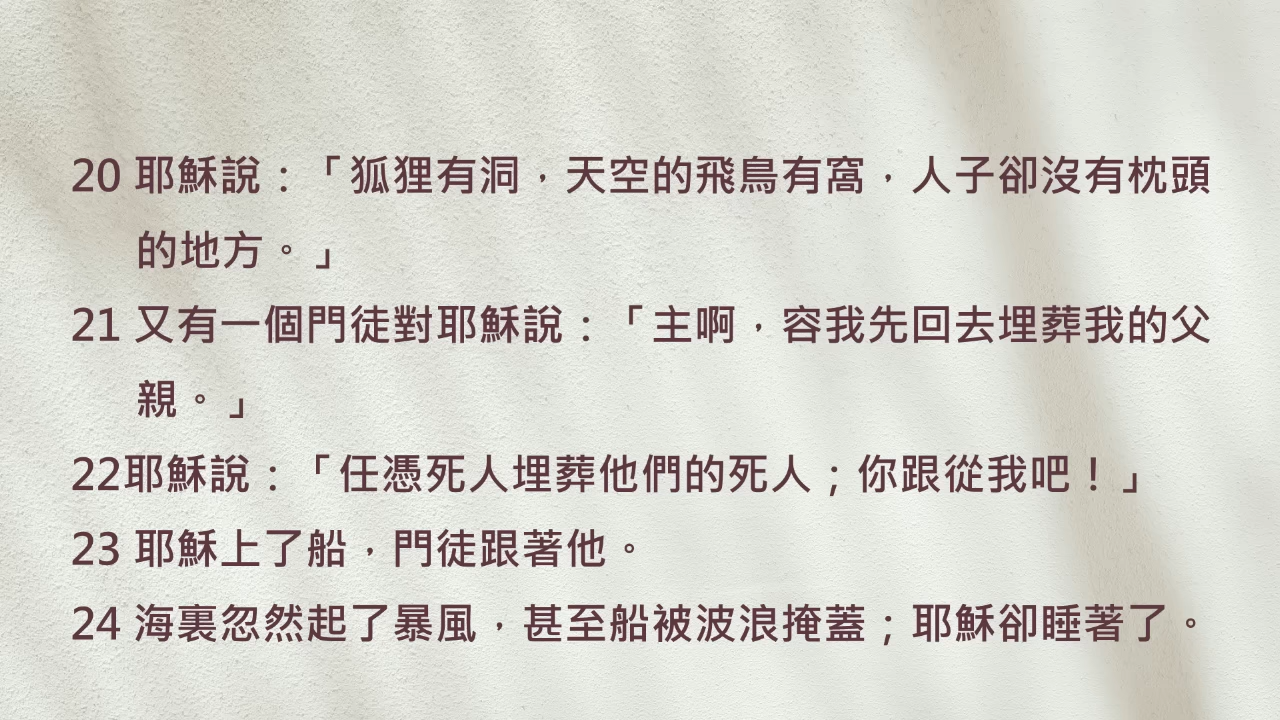 20 耶穌說：「狐狸有洞，天空的飛鳥有窩，人子卻沒有枕頭
的地方。」
21 又有一個門徒對耶穌說：「主啊，容我先回去埋葬我的父
親。」
22耶穌說：「任憑死人埋葬他們的死人；你跟從我吧！」
23 耶穌上了船，門徒跟著他。
24 海裏忽然起了暴風，甚至船被波浪掩蓋；耶穌卻睡著了。